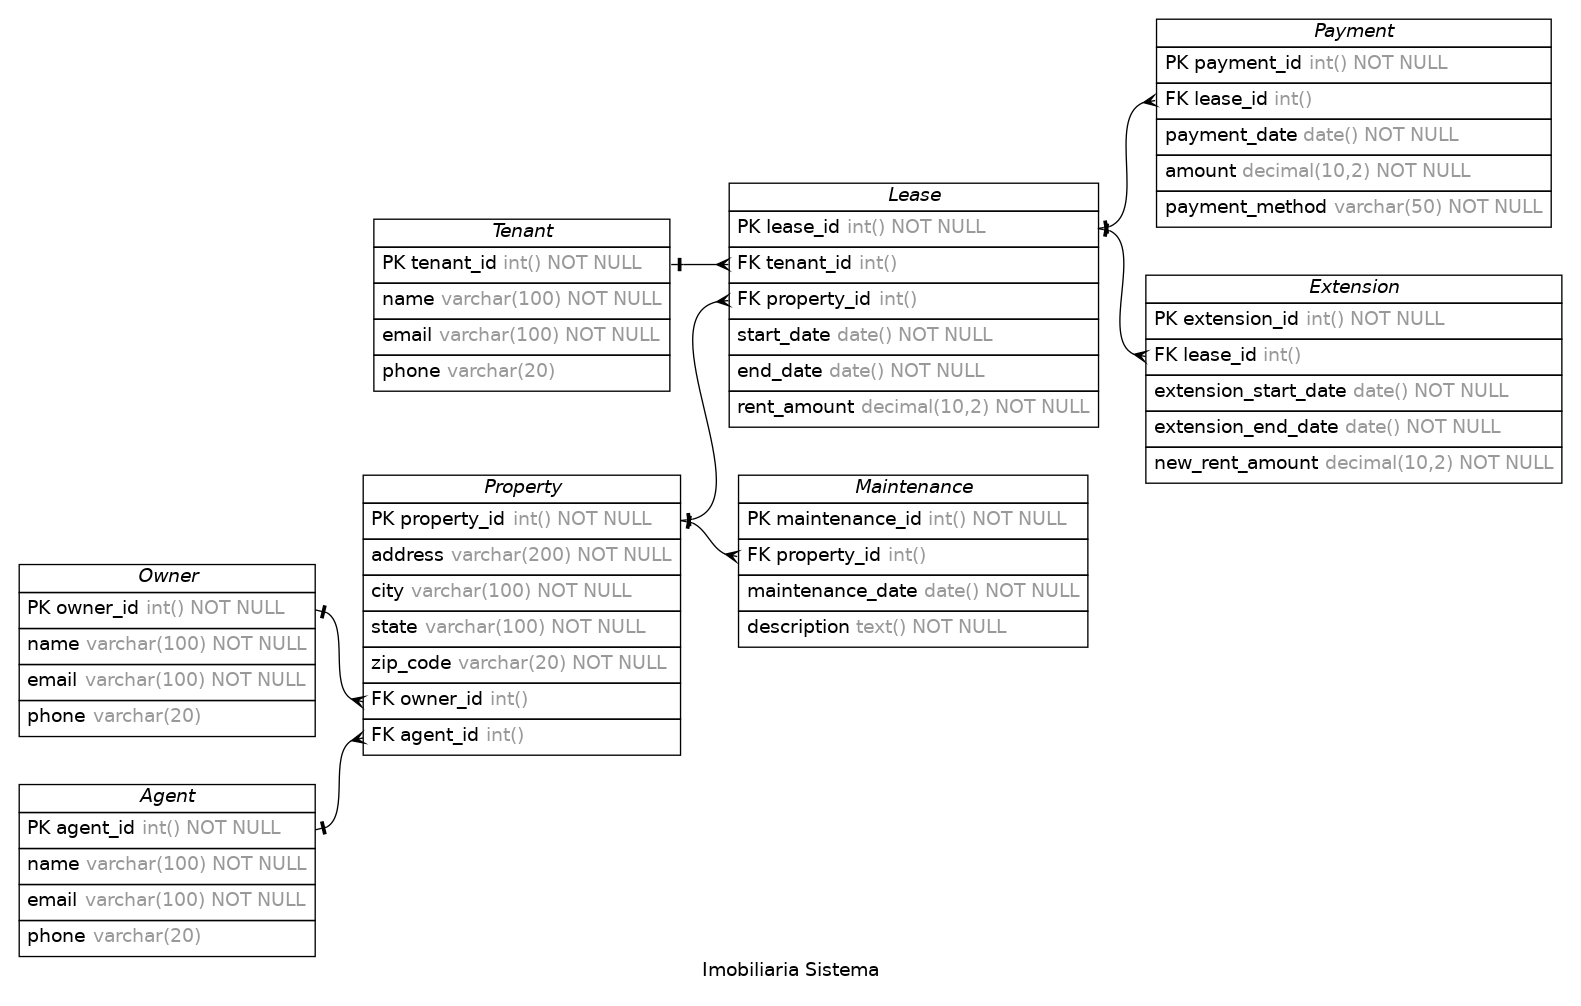 Payment
PK payment_id int() NOT NULL
FK lease_id int()
payment_date date() NOT NULL
amount decimal(10,2) NOT NULL
payment_method varchar(50) NOT NULL
Lease
PK lease_id int() NOT NULL
FK tenant_id int()
FK property_id int()
start_date date() NOT NULL
end_date date() NOT NULL
rent_amount decimal(10,2) NOT NULL
Tenant
PK tenant_id int() NOT NULL
name varchar(100) NOT NULL
email varchar(100) NOT NULL
phone varchar(20)
Extension
PK extension_id int() NOT NULL
FK lease_id int()
extension_start_date date() NOT NULL
extension_end_date date() NOT NULL
new_rent_amount decimal(10,2) NOT NULL
Property
PK property_id int() NOT NULL
address varchar(200) NOT NULL
city varchar(100) NOT NULL
state varchar(100) NOT NULL
zip_code varchar(20) NOT NULL
FK owner_id int()
FK agent_id int()
Maintenance
PK maintenance_id int() NOT NULL
FK property_id int()
maintenance_date date() NOT NULL
description text() NOT NULL
Owner
PK owner_id int() NOT NULL
name varchar(100) NOT NULL
email varchar(100) NOT NULL
phone varchar(20)
Agent
PK agent_id int() NOT NULL
name varchar(100) NOT NULL
email varchar(100) NOT NULL
phone varchar(20)
Imobiliaria Sistema